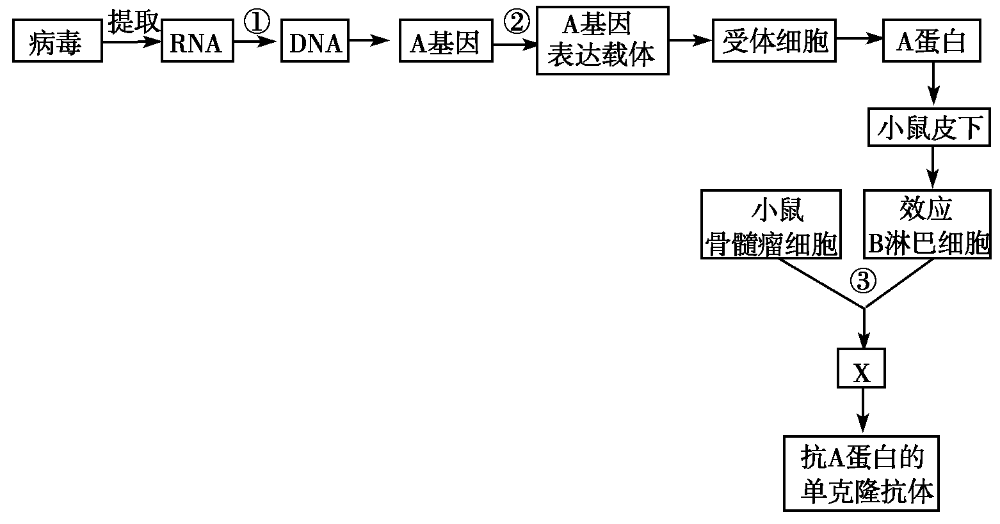 病毒
提取
RNA
①
DNA
A基因
②
A基因
表达载体
受体细胞
A蛋白
小鼠皮下
小鼠
骨髓瘤细胞
效应
B淋巴细胞
③
X
抗A蛋白的
单克隆抗体